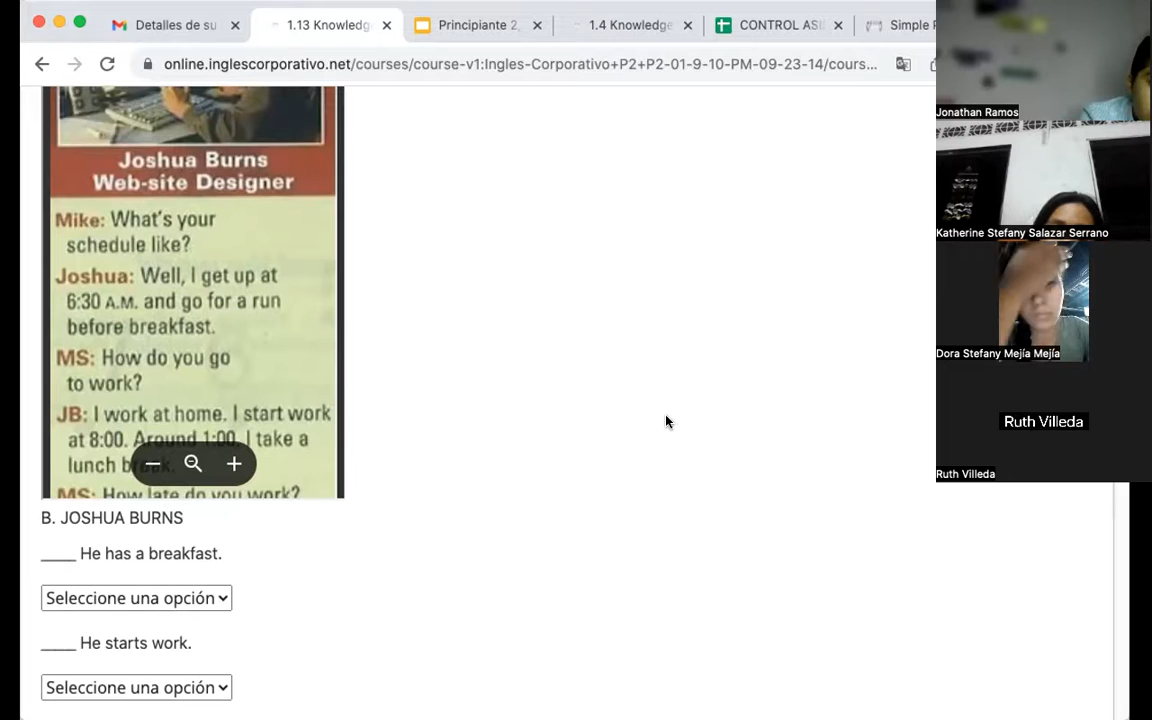 Detalles de su
1.13 Knowledg
Principiante 2,
1.4 Knowledge
CONTROL ASI
Simple
online.inglescorporativo.net/courses/course-v1:Ingles-Corporativo+P2+P2-01-9-10-PM-09-23-14/cours...
Joshua Burns
Web-site Designer
Mike: What's your
schedule like?
Joshua: Well, I get up at
6:30 A.M. and go for a run
before breakfast.
MS: How do you go
to work?
JB: I work at home. I start work
at 8:00. Around 1:00, I take a
lunch break.
MS: How late do you work?
B. JOSHUA BURNS
____ He has a breakfast.
Seleccione una opción
____ He starts work.
Seleccione una opción
Jonathan Ramos
Katherine Stefany Salazar Serrano
Dora Stefany Mejía Mejía
Ruth Villeda
Ruth Villeda